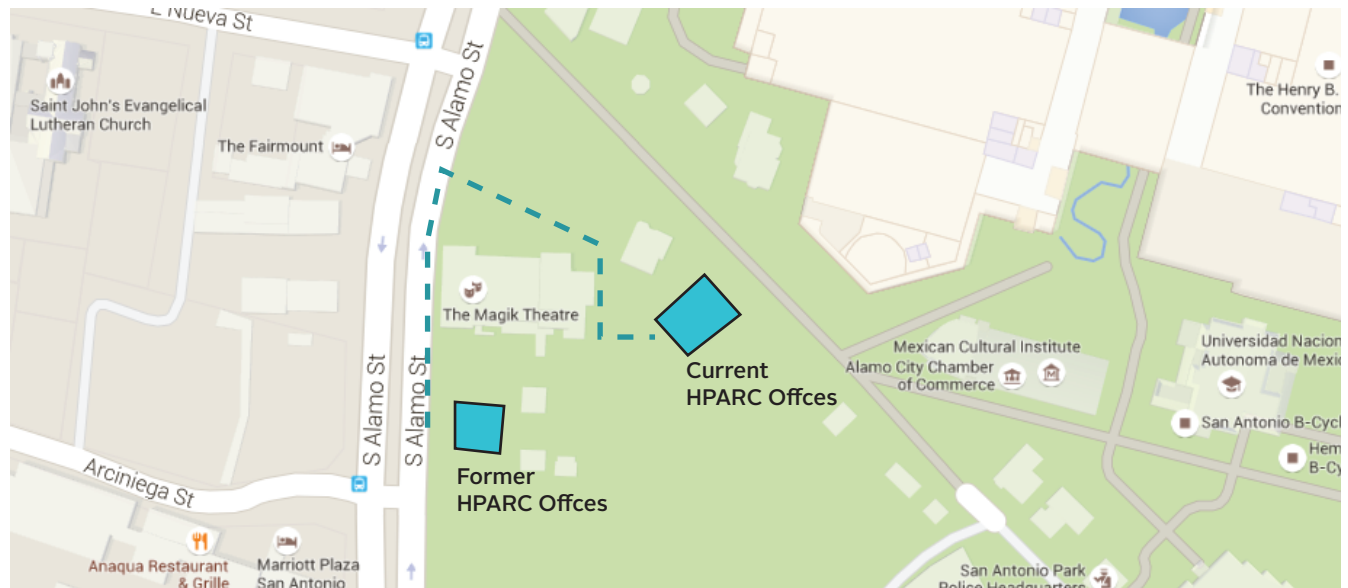 E Nueva St
S Alamo St
Saint John's Evangelical
Lutheran Church
The Fairmount
The Henry B.
Convention
The Magik Theatre
Current
HPARC Offces
Mexican Cultural Institute
Alamo City Chamber
of Commerce
Universidad Nacion
Autonoma de Mexic
S Alamo St
S Alamo St
San Antonio B-Cycl
Hem
B-Cy
Former
HPARC Offces
Arciniega St
Anaqua Restaurant
& Grille
Marriott Plaza
San Antonio
San Antonio Park
Police Headquarters